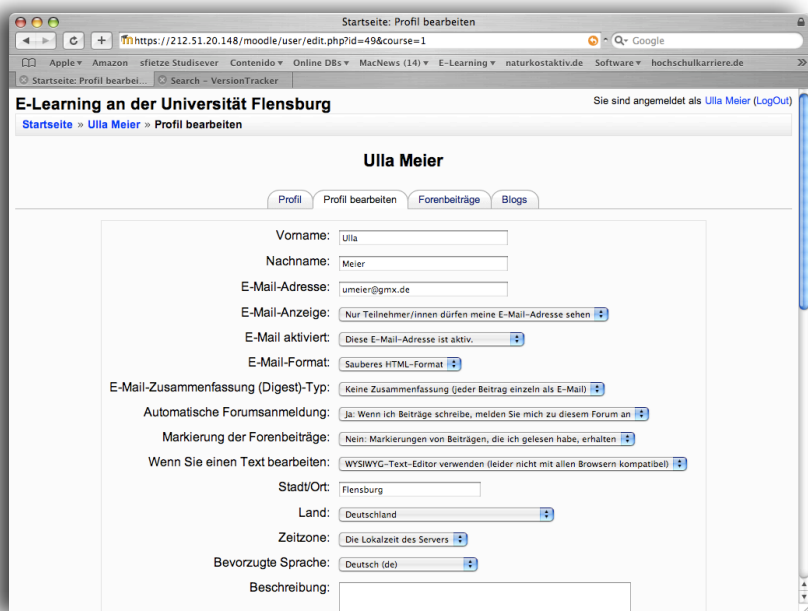 Startseite: Profil bearbeiten
https://212.51.20.148/moodle/user/edit.php?id=49&course=1
Google
Apple Amazon sfietze Studisever Contenido Online DBs MacNews (14) E-Learning naturkostaktiv.de Software hochschulkarriere.de
Startseite: Profil bearbei... Search - VersionTracker
E-Learning an der Universität Flensburg
Sie sind angemeldet als Ulla Meier (LogOut)
Startseite » Ulla Meier » Profil bearbeiten
Ulla Meier
Profil Profil bearbeiten Forenbeiträge Blogs
Vorname: Ulla
Nachname: Meier
E-Mail-Adresse: umeier@gmx.de
E-Mail-Anzeige: Nur Teilnehmer/innen dürfen meine E-Mail-Adresse sehen
E-Mail aktiviert: Diese E-Mail-Adresse ist aktiv.
E-Mail-Format: Sauberes HTML-Format
E-Mail-Zusammenfassung (Digest)-Typ: Keine Zusammenfassung (jeder Beitrag einzeln als E-Mail)
Automatische Forumsanmeldung: Ja: Wenn ich Beiträge schreibe, melden Sie mich zu diesem Forum an
Markierung der Forenbeiträge: Nein: Markierungen von Beiträgen, die ich gelesen habe, erhalten
Wenn Sie einen Text bearbeiten: WYSIWYG-Text-Editor verwenden (leider nicht mit allen Browsern kompatibel)
Stadt/Ort: Flensburg
Land: Deutschland
Zeitzone: Die Lokalzeit des Servers
Bevorzugte Sprache: Deutsch (de)
Beschreibung: